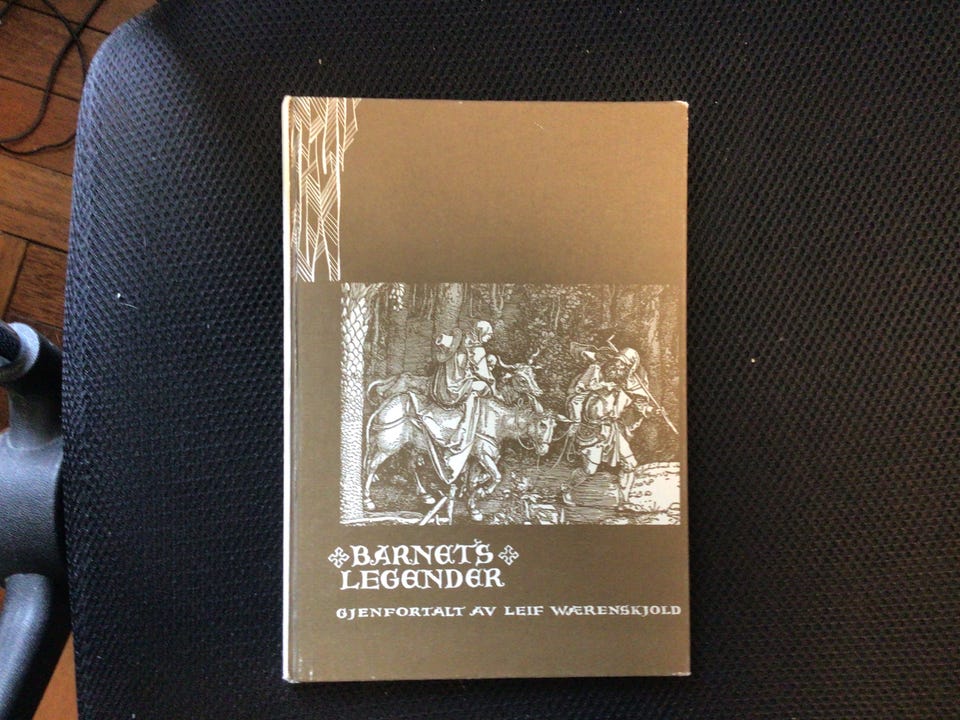 BARNETS
LEGENDER
GJENFORTALT AV LEIF WÆRENSKJOLD